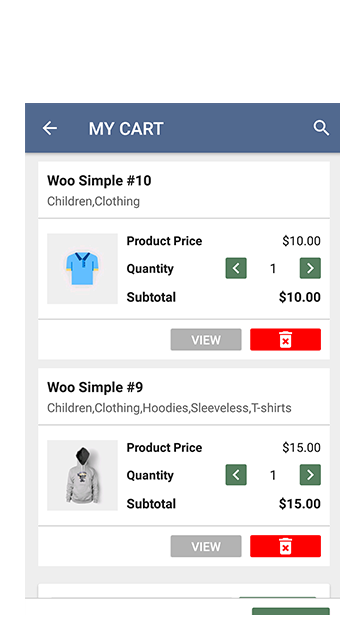 MY CART
Woo Simple #10
Children,Clothing
Product Price $10.00
Quantity 1
Subtotal $10.00
VIEW
Woo Simple #9
Children,Clothing,Hoodies,Sleeveless,T-shirts
Product Price $15.00
Quantity 1
Subtotal $15.00
VIEW